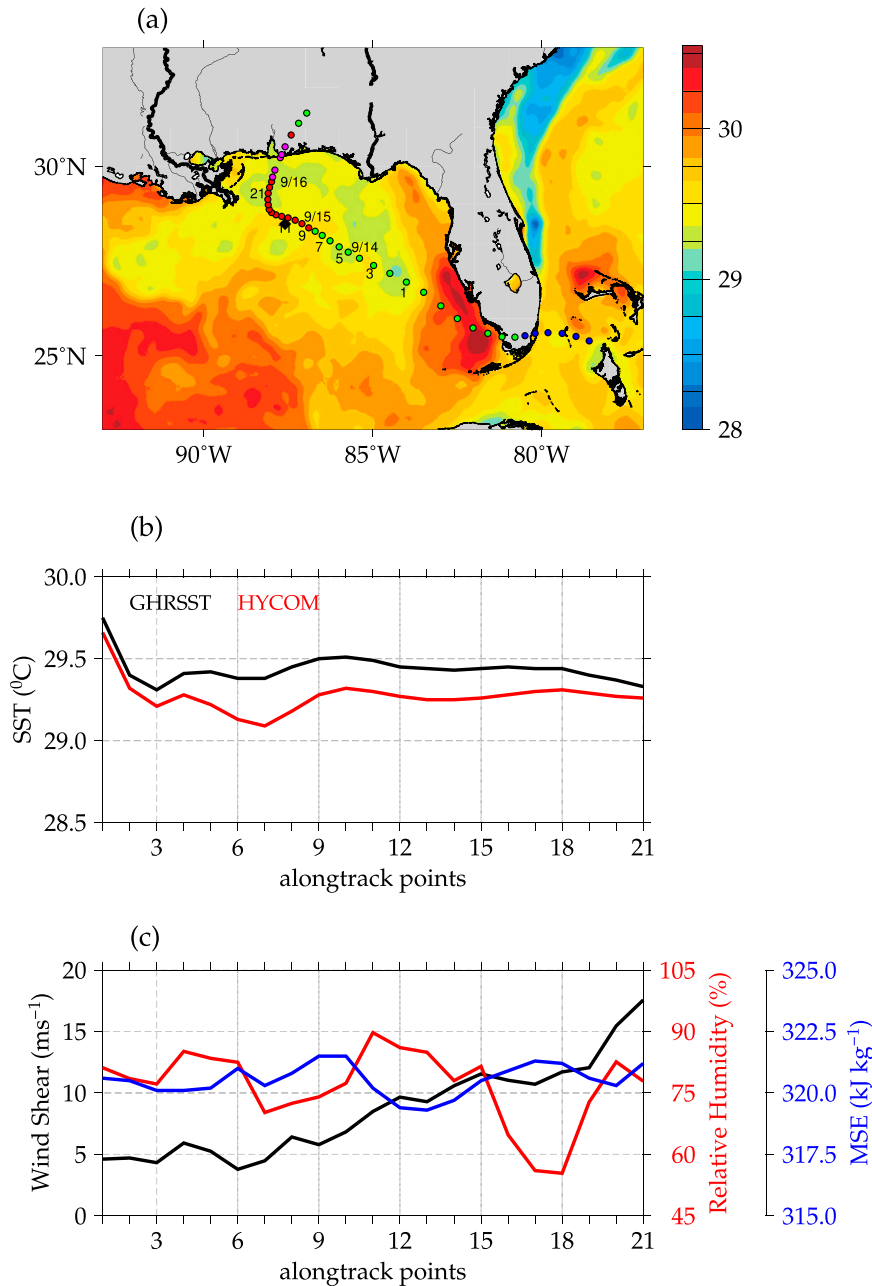 (a)
30°N
25°N
90°W
85°W
80°W
30
29
28
9/16
21
9/15
11
9
7
9/14
5
3
1
(b)
30.0
29.5
29.0
28.5
SST (⁰C)
GHRSST HYCOM
3 6 9 12 15 18 21
alongtrack points
(c)
20
15
10
5
0
Wind Shear (ms⁻¹)
105
90
75
60
45
Relative Humidity (%)
325.0
322.5
320.0
317.5
315.0
MSE (kJ kg⁻¹)
3 6 9 12 15 18 21
alongtrack points